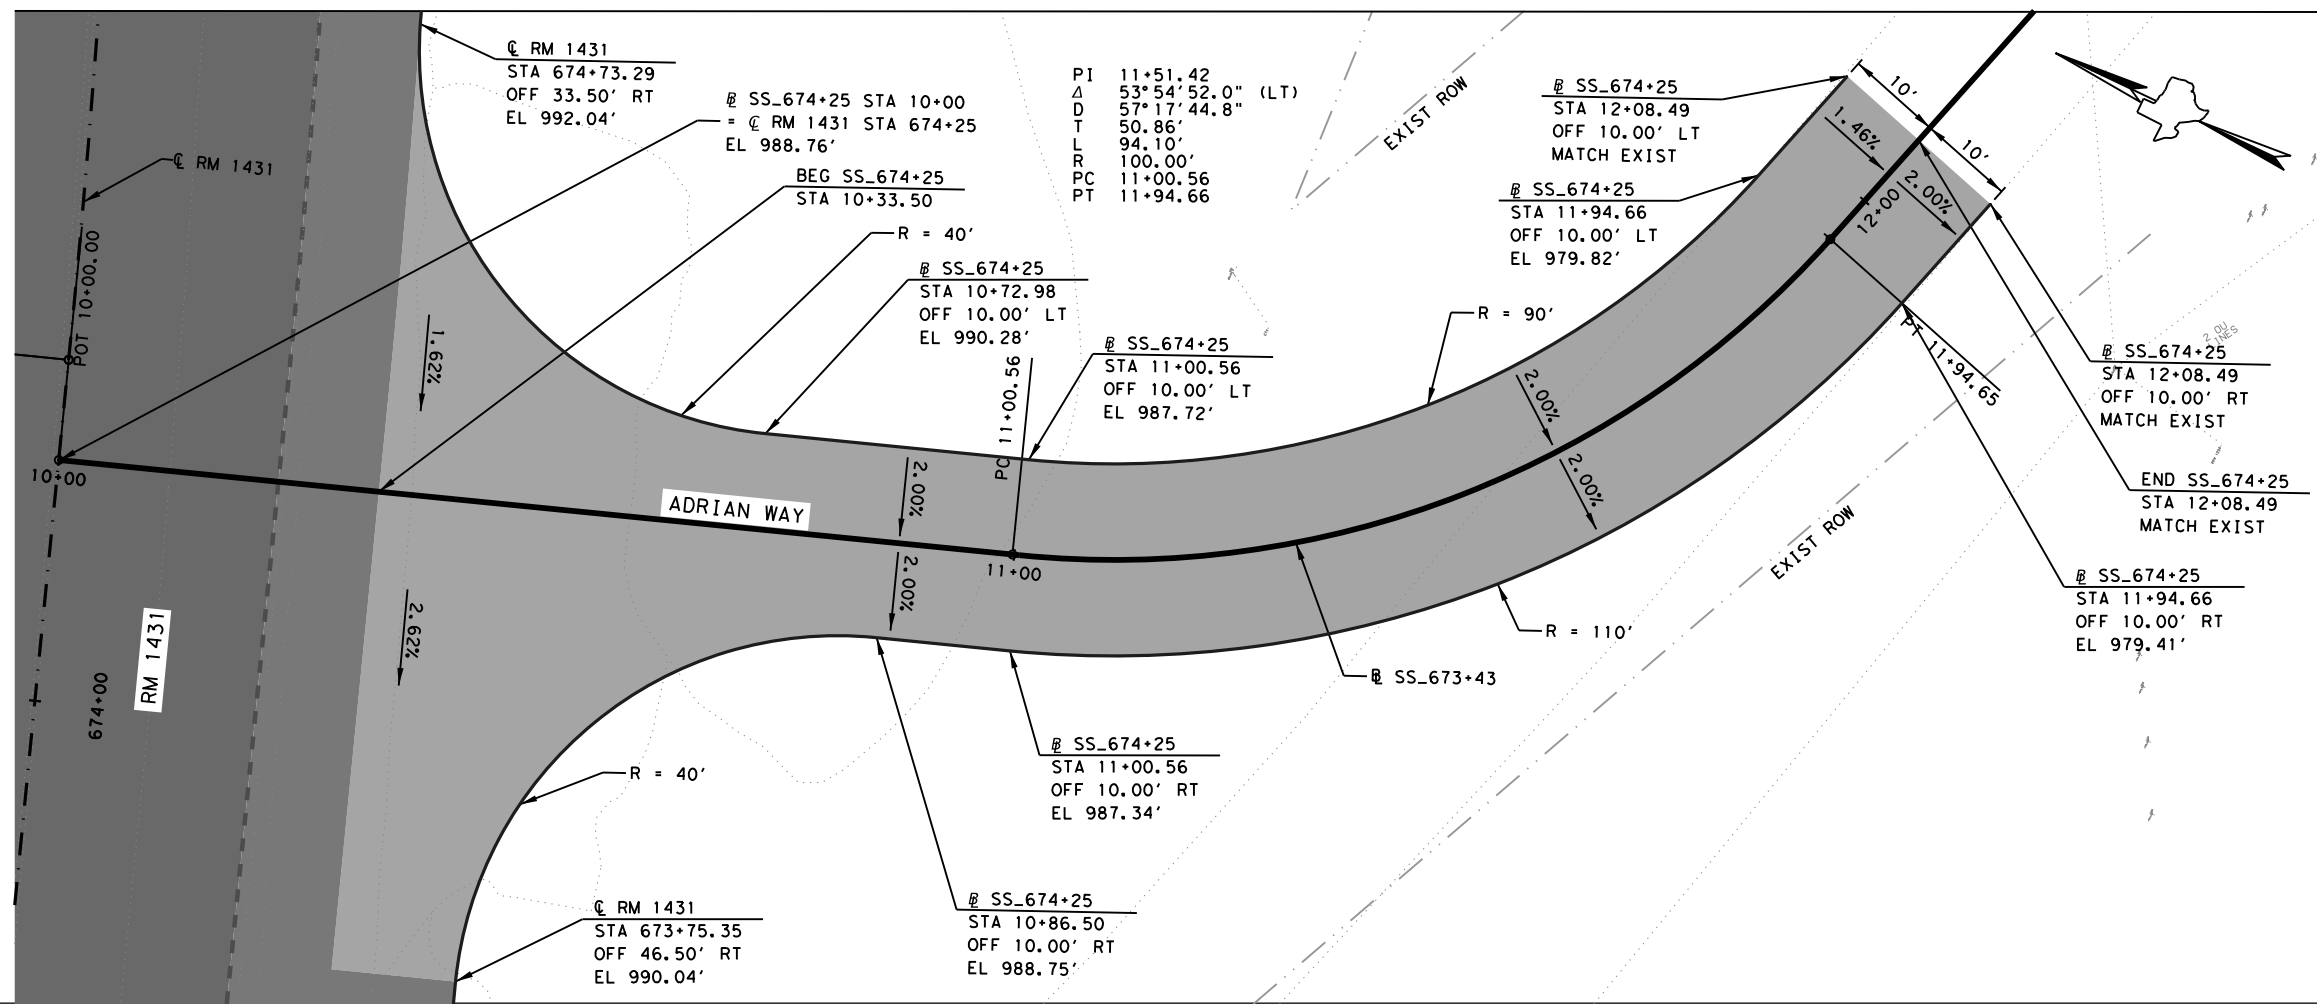 ℄ RM 1431
STA 674+73.29
OFF 33.50' RT
EL 992.04'
℄ RM 1431
POT 10+00.00
10+00
RM 1431
674+00
1.62%
2.62%
B̵L SS_674+25 STA 10+00
= ℄ RM 1431 STA 674+25
EL 988.76'
BEG SS_674+25
STA 10+33.50
R = 40'
BL SS_674+25
STA 10+72.98
OFF 10.00' LT
EL 990.28'
PI 11+51.42
Δ 53°54'52.0" (LT)
D 57°17'44.8"
T 50.86'
L 94.10'
R 100.00'
PC 11+00.56
PT 11+94.66
BL SS_674+25
STA 11+00.56
OFF 10.00' LT
EL 987.72'
PC 11+00.56
ADRIAN WAY
2.00%
2.00%
11+00
EXIST ROW
BL SS_674+25
STA 12+08.49
OFF 10.00' LT
MATCH EXIST
BL SS_674+25
STA 11+94.66
OFF 10.00' LT
EL 979.82'
R = 90'
10'
10'
1.46%
2.00%
12+00
2.00%
2.00%
PT 11+94.65
2 OU
LINES
BL SS_674+25
STA 12+08.49
OFF 10.00' RT
MATCH EXIST
END SS_674+25
STA 12+08.49
MATCH EXIST
EXIST ROW
BL SS_674+25
STA 11+94.66
OFF 10.00' RT
EL 979.41'
R = 110'
BL SS_673+43
BL SS_674+25
STA 11+00.56
OFF 10.00' RT
EL 987.34'
R = 40'
℄ RM 1431
STA 673+75.35
OFF 46.50' RT
EL 990.04'
BL SS_674+25
STA 10+86.50
OFF 10.00' RT
EL 988.75'